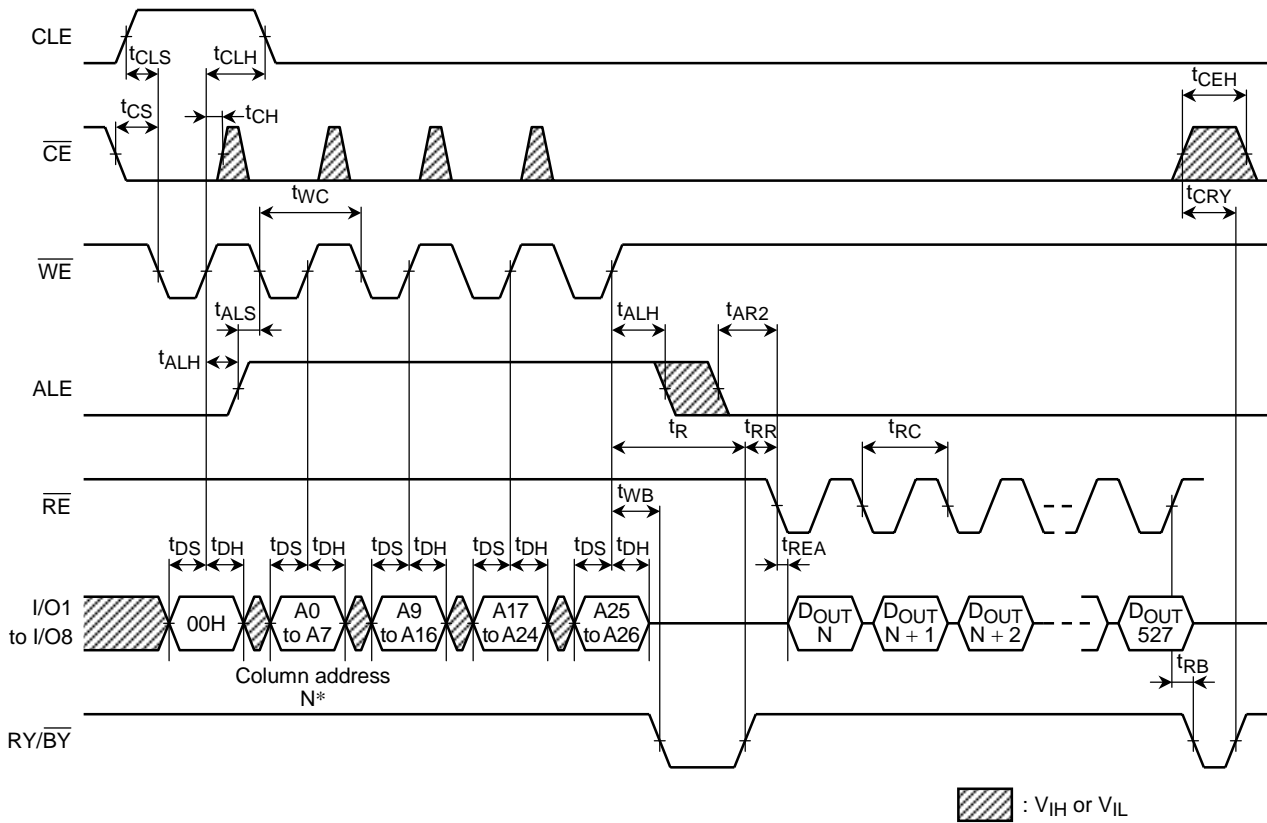 CLE
tCLS
tCLH
tCEH
tCS
tCH
CE
tWC
tCRY
WE
tALS
tALH
tAR2
tALH
ALE
tR
tRR
tRC
RE
tWB
tDS tDH tDS tDH tDS tDH tDS tDH tDS tDH
tREA
I/O1
to I/O8
00H
A0
to A7
A9
to A16
A17
to A24
A25
to A26
DOUT
N
DOUT
N + 1
DOUT
N + 2
DOUT
527
Column address
N*
tRB
RY/BY
: VIH or VIL